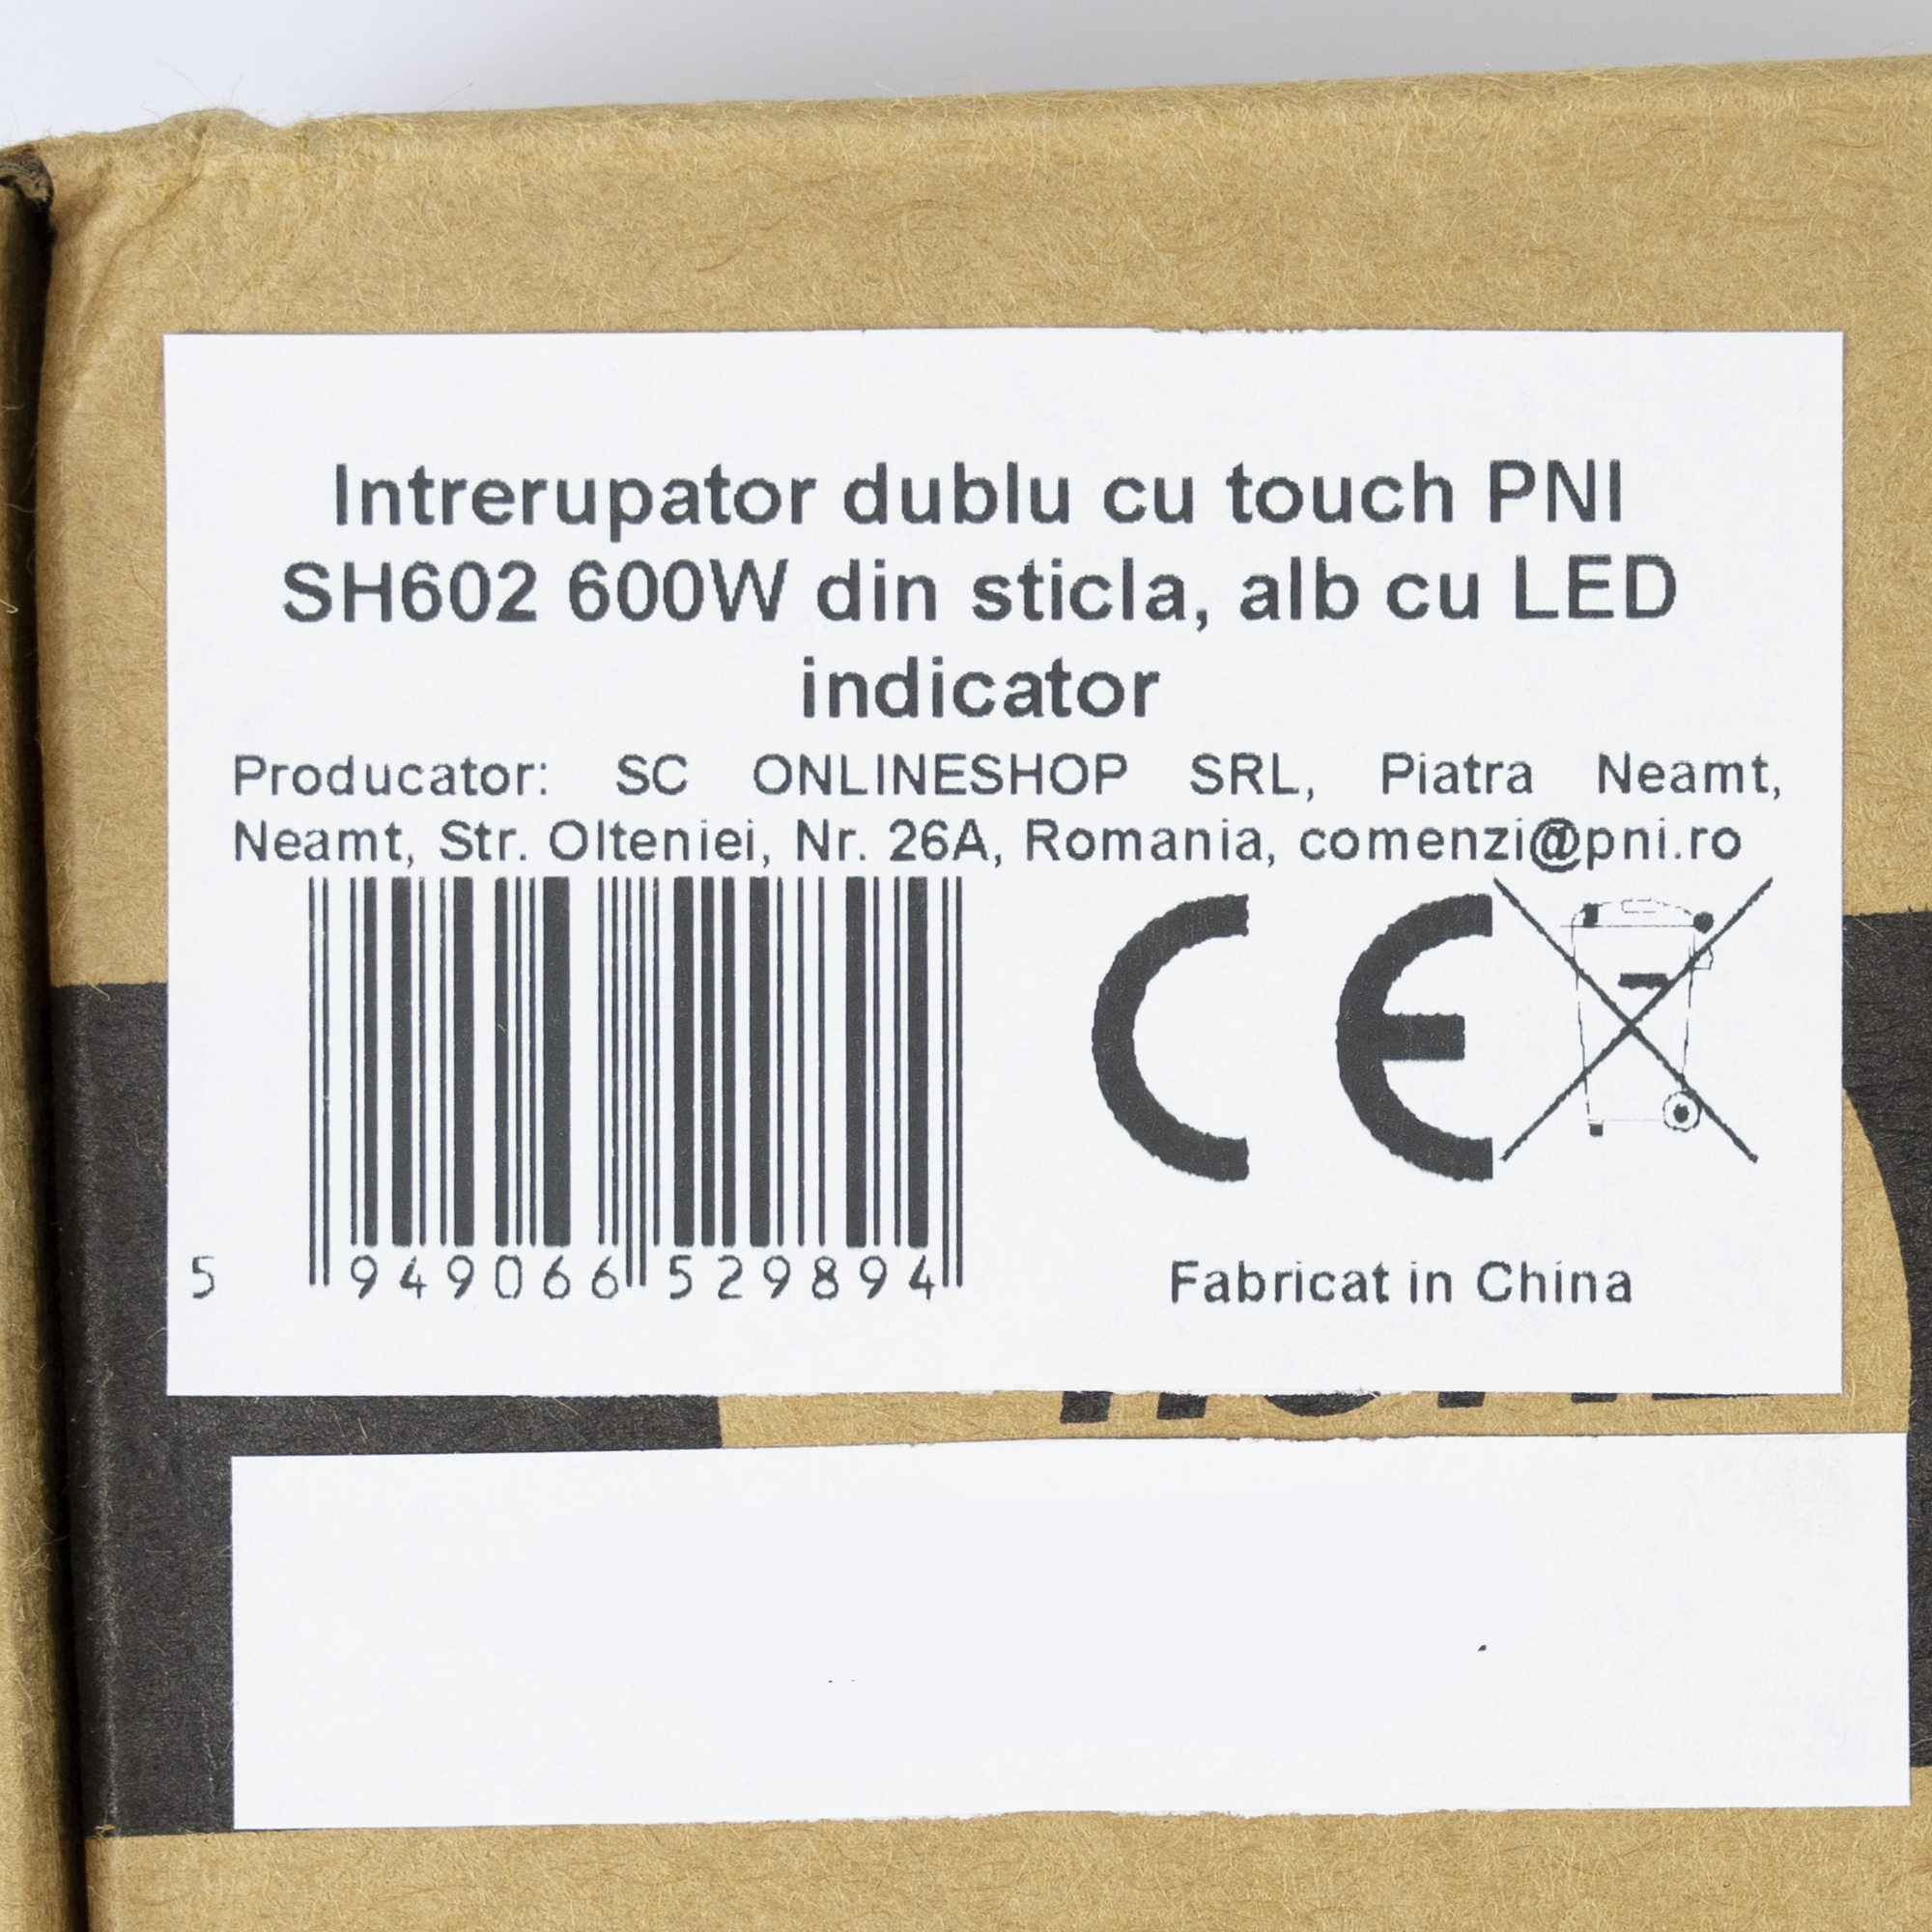 Intrerupator dublu cu touch PNI
SH602 600W din sticla, alb cu LED
indicator
Producator: SC ONLINESHOP SRL, Piatra Neamt,
Neamt, Str. Olteniei, Nr. 26A, Romania, comenzi@pni.ro
CE
5 949066 529894
Fabricat in China